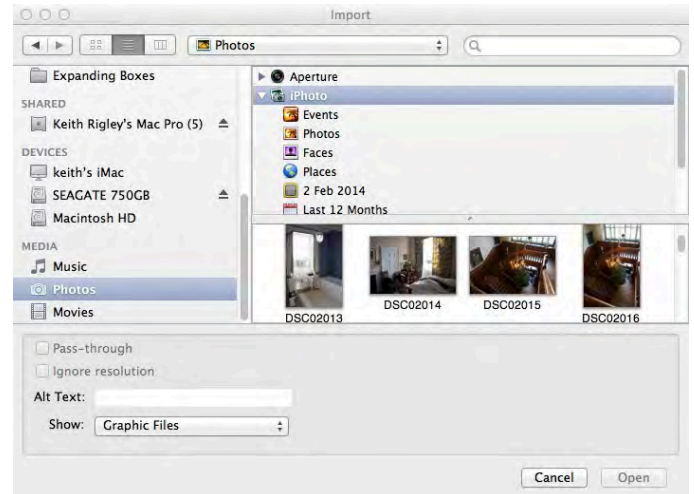 Import
Photos
Expanding Boxes
SHARED
Keith Rigley's Mac Pro (5)
DEVICES
keith's iMac
SEAGATE 750GB
Macintosh HD
MEDIA
Music
Photos
Movies
Aperture
iPhoto
Events
Photos
Faces
Places
2 Feb 2014
Last 12 Months
DSC02013
DSC02014
DSC02015
DSC02016
Pass-through
Ignore resolution
Alt Text:
Show: Graphic Files
Cancel Open